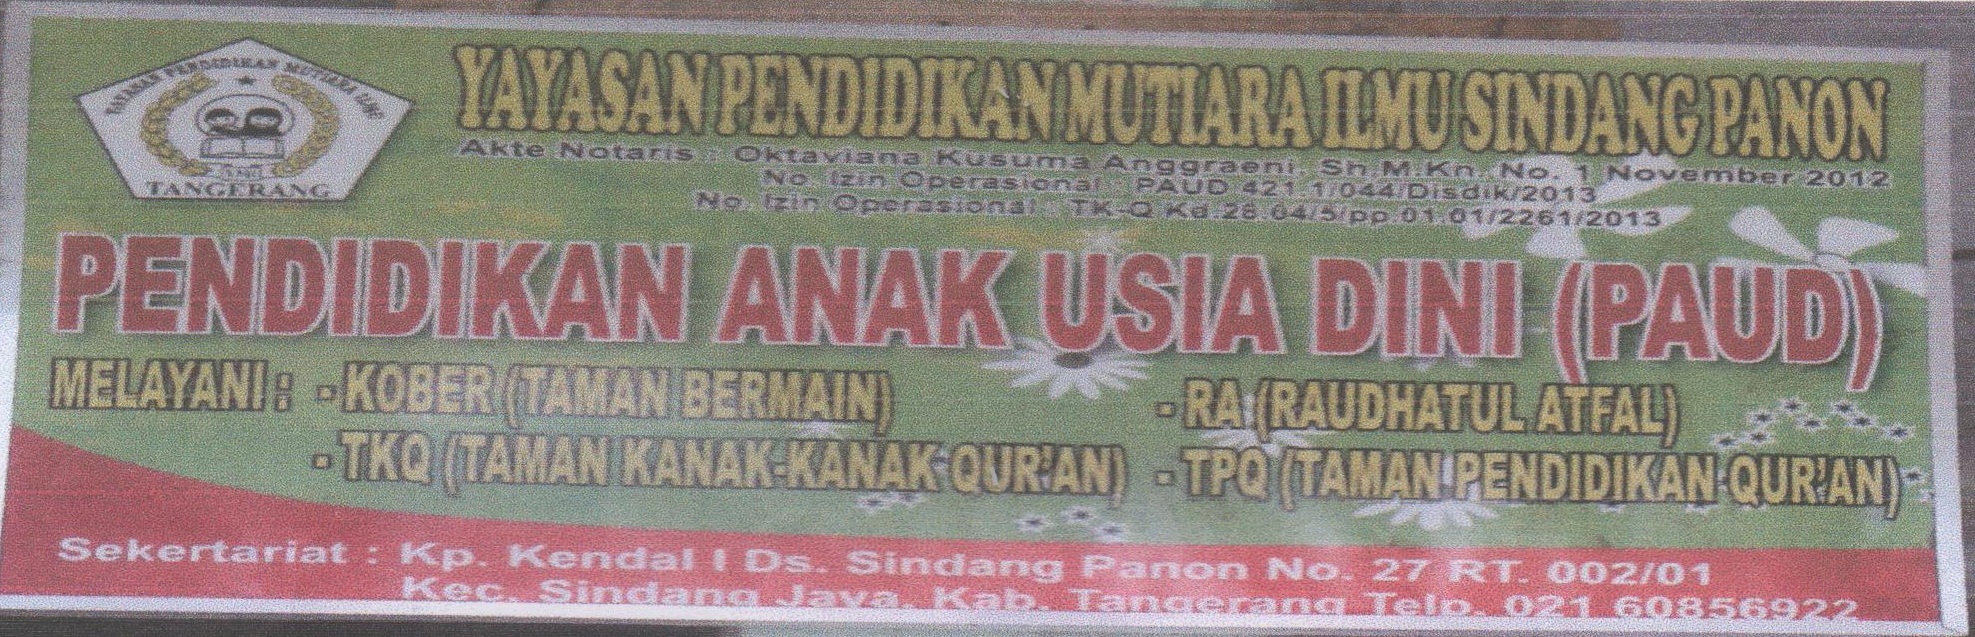 YAYASAN PENDIDIKAN MUTIARA ILMU
TANGERANG
YAYASAN PENDIDIKAN MUTIARA ILMU SINDANG PANON
Akte Notaris : Oktaviana Kusuma Anggraeni, Sh.M.Kn. No. 1 November 2012
No. Izin Operasional : PAUD 421.1/044/Disdik/2013
No. Izin Operasional : TK-Q Kd.28.04/5/pp.01.01/2261/2013
PENDIDIKAN ANAK USIA DINI (PAUD)
MELAYANI : - KOBER (TAMAN BERMAIN) - RA (RAUDHATUL ATFAL)
- TKQ (TAMAN KANAK-KANAK QUR'AN) - TPQ (TAMAN PENDIDIKAN QUR'AN)
Sekertariat : Kp. Kendal I Ds. Sindang Panon No. 27 RT. 002/01
Kec. Sindang Jaya. Kab. Tangerang Telp. 021 60856922